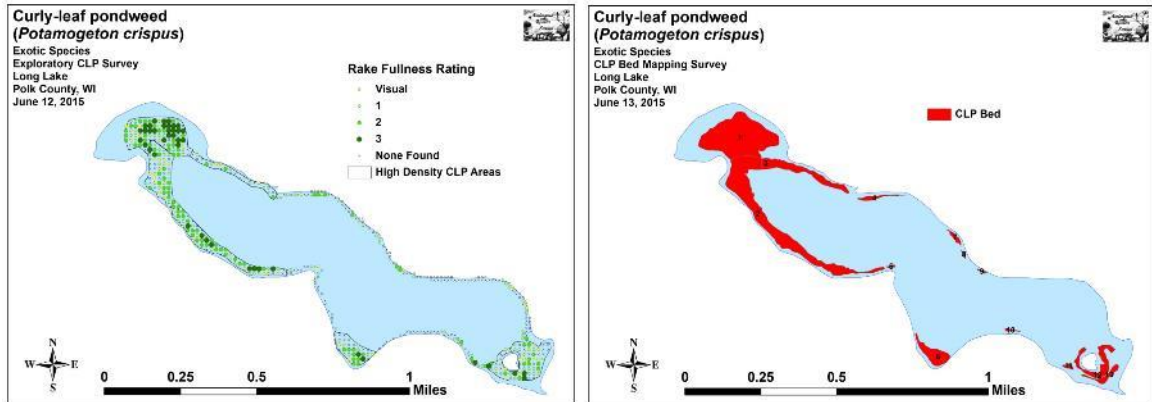 Curly-leaf pondweed
(Potamogeton crispus)
Exotic Species
Exploratory CLP Survey
Long Lake
Polk County, WI
June 12, 2015
Rake Fullness Rating
Visual
1
2
3
None Found
High Density CLP Areas
N
W E
S
0 0.25 0.5 1
Miles
Curly-leaf pondweed
(Potamogeton crispus)
Exotic Species
CLP Bed Mapping Survey
Long Lake
Polk County, WI
June 13, 2015
CLP Bed
N
W E
S
0 0.25 0.5 1
Miles